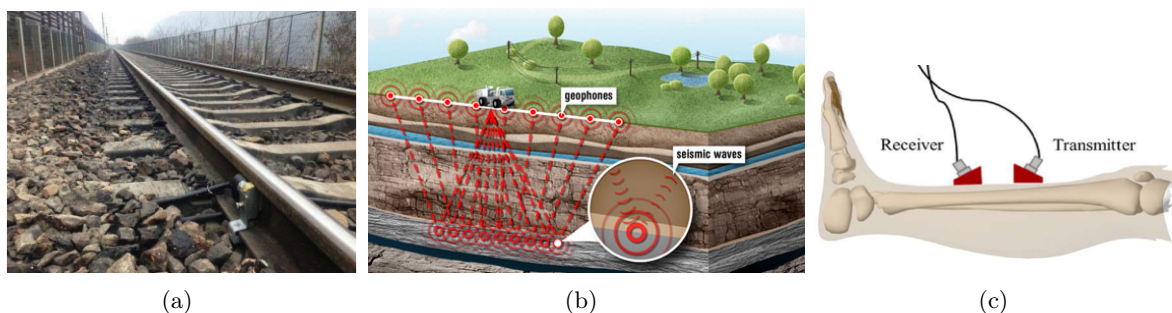 geophones
seismic waves
Receiver
Transmitter
(a)
(b)
(c)